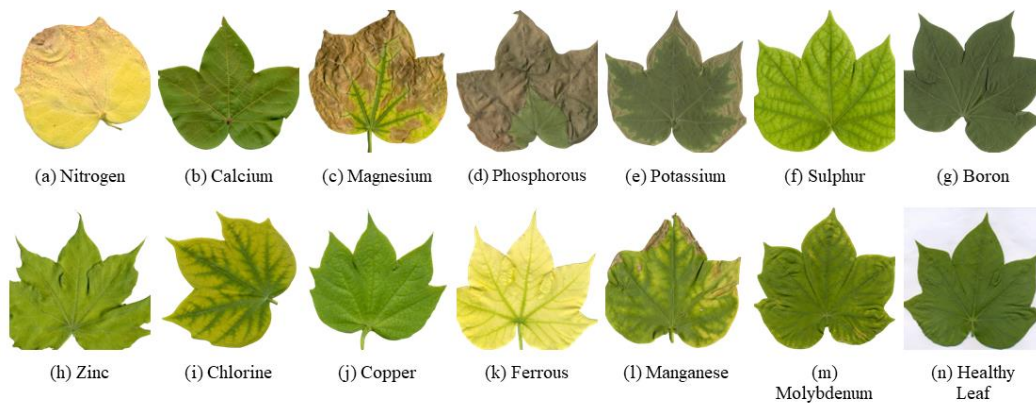 (a) Nitrogen
(b) Calcium
(c) Magnesium
(d) Phosphorous
(e) Potassium
(f) Sulphur
(g) Boron
(h) Zinc
(i) Chlorine
(j) Copper
(k) Ferrous
(l) Manganese
(m)
Molybdenum
(n) Healthy
Leaf